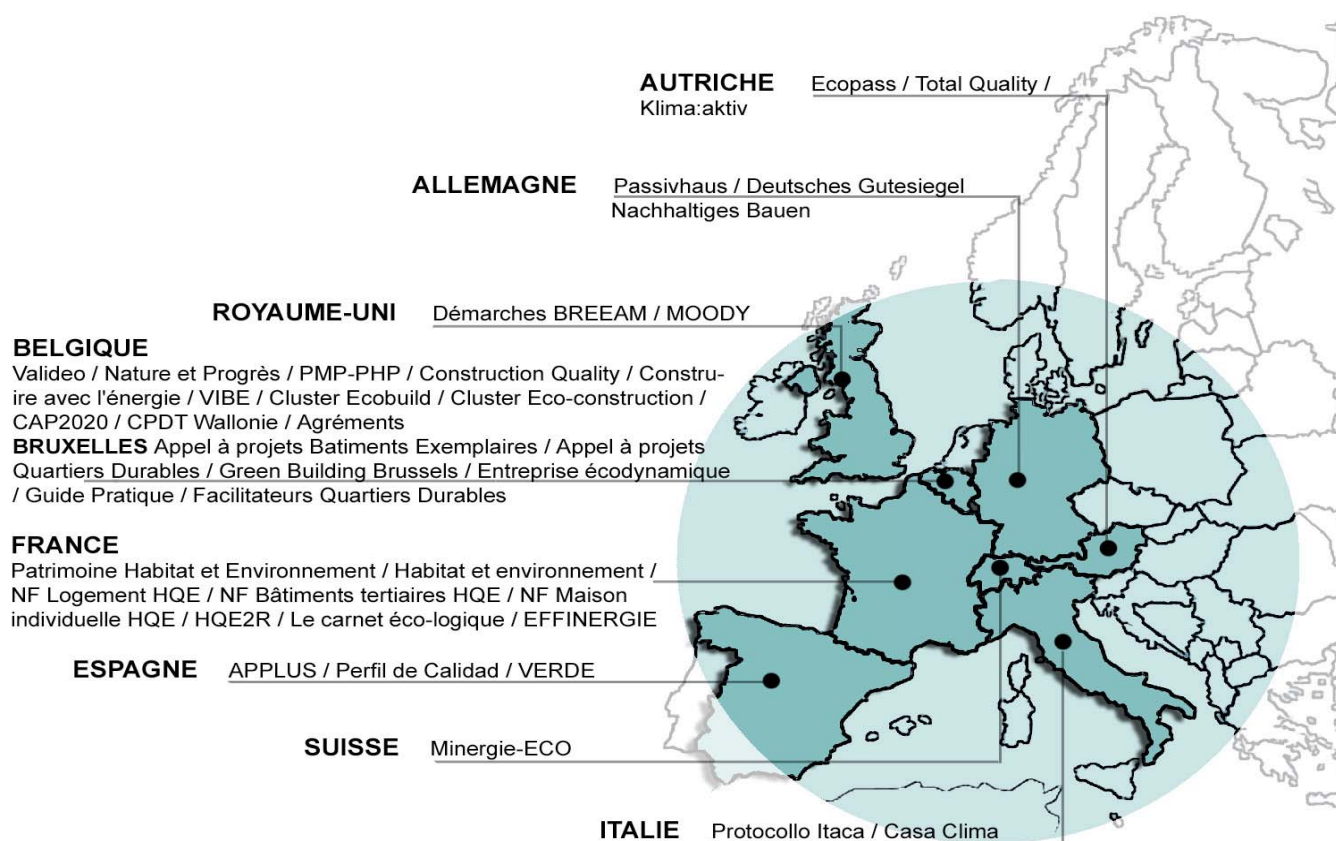 AUTRICHE Ecopass / Total Quality /
Klima:aktiv
ALLEMAGNE Passivhaus / Deutsches Gutesiegel
Nachhaltiges Bauen
ROYAUME-UNI Démarches BREEAM / MOODY
BELGIQUE
Valideo / Nature et Progrès / PMP-PHP / Construction Quality / Constru-
ire avec l'énergie / VIBE / Cluster Ecobuild / Cluster Eco-construction /
CAP2020 / CPDT Wallonie / Agréments
BRUXELLES Appel à projets Batiments Exemplaires / Appel à projets
Quartiers Durables / Green Building Brussels / Entreprise écodynamique
/ Guide Pratique / Facilitateurs Quartiers Durables
FRANCE
Patrimoine Habitat et Environnement / Habitat et environnement /
NF Logement HQE / NF Bâtiments tertiaires HQE / NF Maison
individuelle HQE / HQE2R / Le carnet éco-logique / EFFINERGIE
ESPAGNE APPLUS / Perfil de Calidad / VERDE
SUISSE Minergie-ECO
ITALIE Protocollo Itaca / Casa Clima